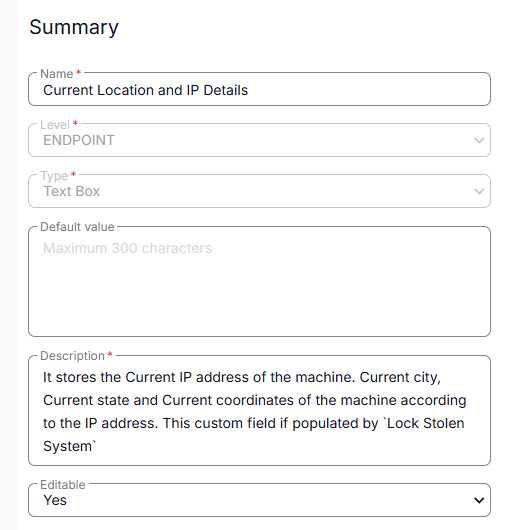 Summary
Name *
Current Location and IP Details
Level *
ENDPOINT
Type *
Text Box
Default value
Maximum 300 characters
Description *
It stores the Current IP address of the machine. Current city,
Current state and Current coordinates of the machine according
to the IP address. This custom field if populated by `Lock Stolen
System`
Editable
Yes